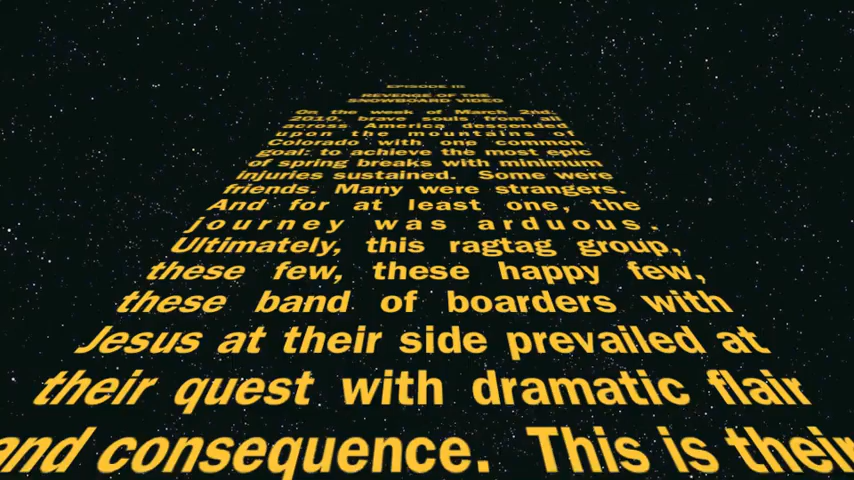 EPISODE III
REVENGE OF THE
SNOWBOARD VIDEO
On the week of March 2nd,
2010, brave souls from all
across America descended
upon the mountains of
Colorado with one common
goal: to achieve the most epic
of spring breaks with minimum
injuries sustained. Some were
friends. Many were strangers.
And for at least one, the
journey was arduous.
Ultimately, this ragtag group,
these few, these happy few,
these band of boarders with
Jesus at their side prevailed at
their quest with dramatic flair
and consequence. This is their